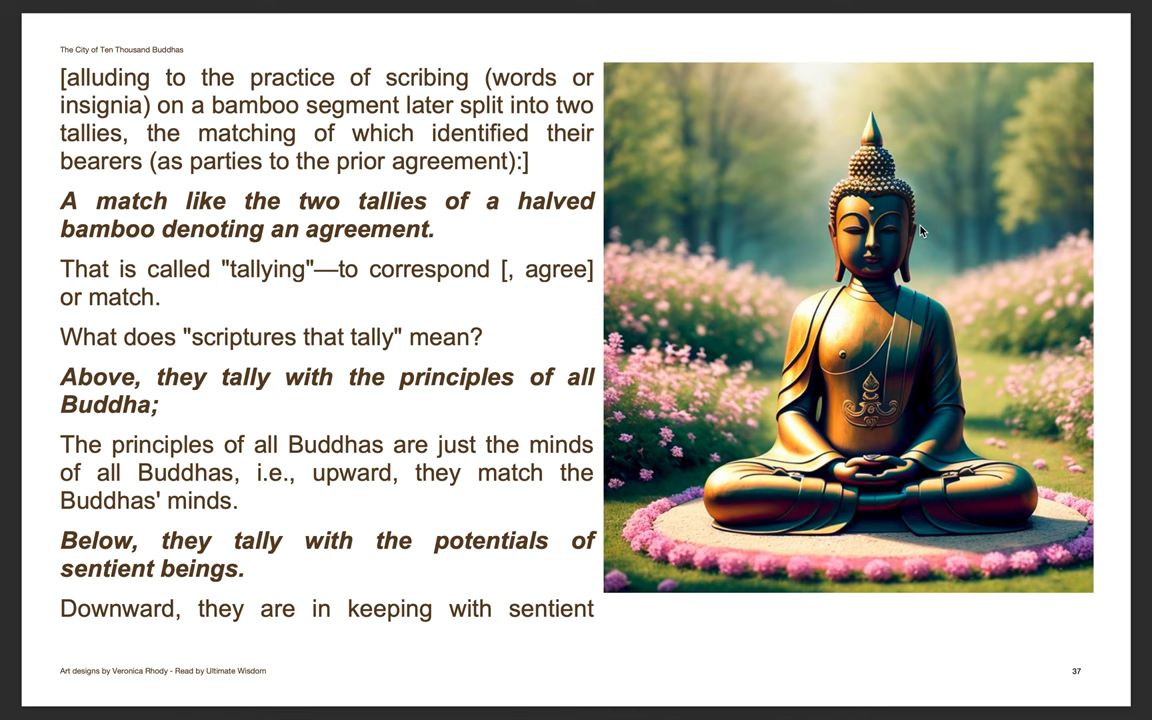 The City of Ten Thousand Buddhas
[alluding to the practice of scribing (words or
insignia) on a bamboo segment later split into two
tallies, the matching of which identified their
bearers (as parties to the prior agreement):]
A match like the two tallies of a halved
bamboo denoting an agreement.
That is called "tallying"—to correspond [, agree]
or match.
What does "scriptures that tally" mean?
Above, they tally with the principles of all
Buddha;
The principles of all Buddhas are just the minds
of all Buddhas, i.e., upward, they match the
Buddhas' minds.
Below, they tally with the potentials of
sentient beings.
Downward, they are in keeping with sentient
Art designs by Veronica Rhody - Read by Ultimate Wisdom
37